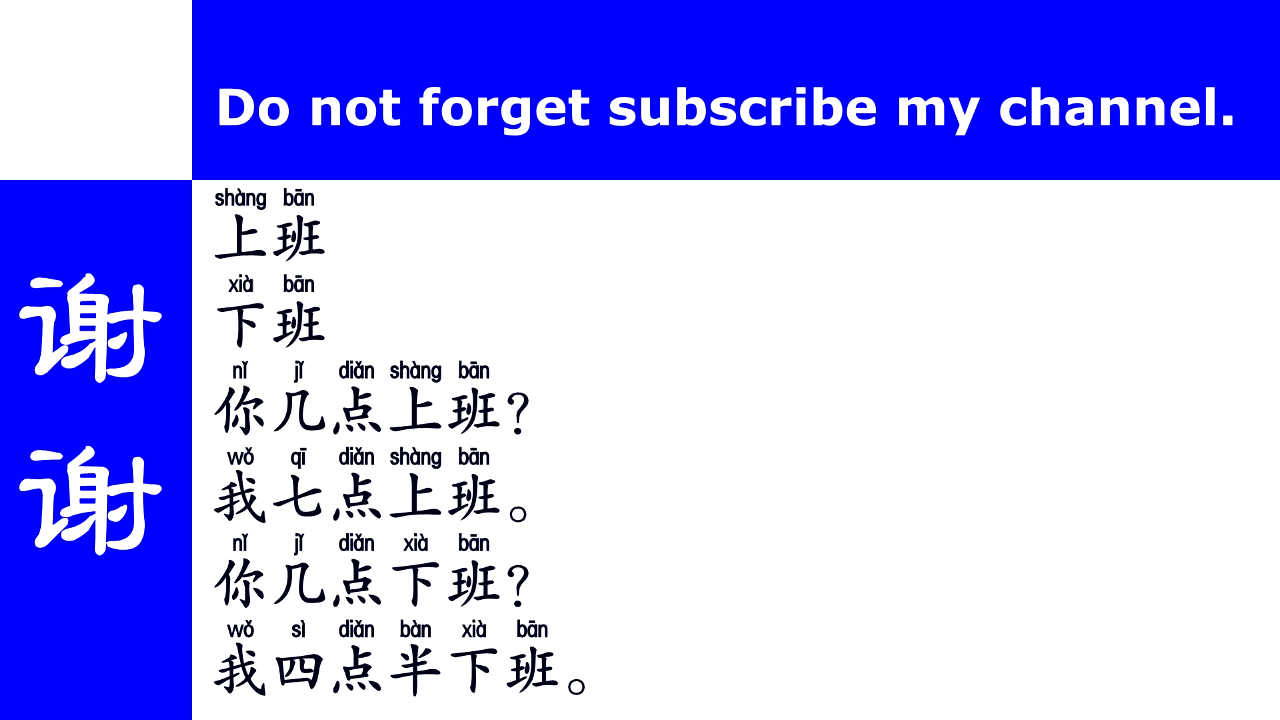 Do not forget subscribe my channel.
谢
谢
shàng bān
上班
xià bān
下班
nǐ jǐ diǎn shàng bān
你几点上班?
wǒ qī diǎn shàng bān
我七点上班。
nǐ jǐ diǎn xià bān
你几点下班?
wǒ sì diǎn bàn xià bān
我四点半下班。